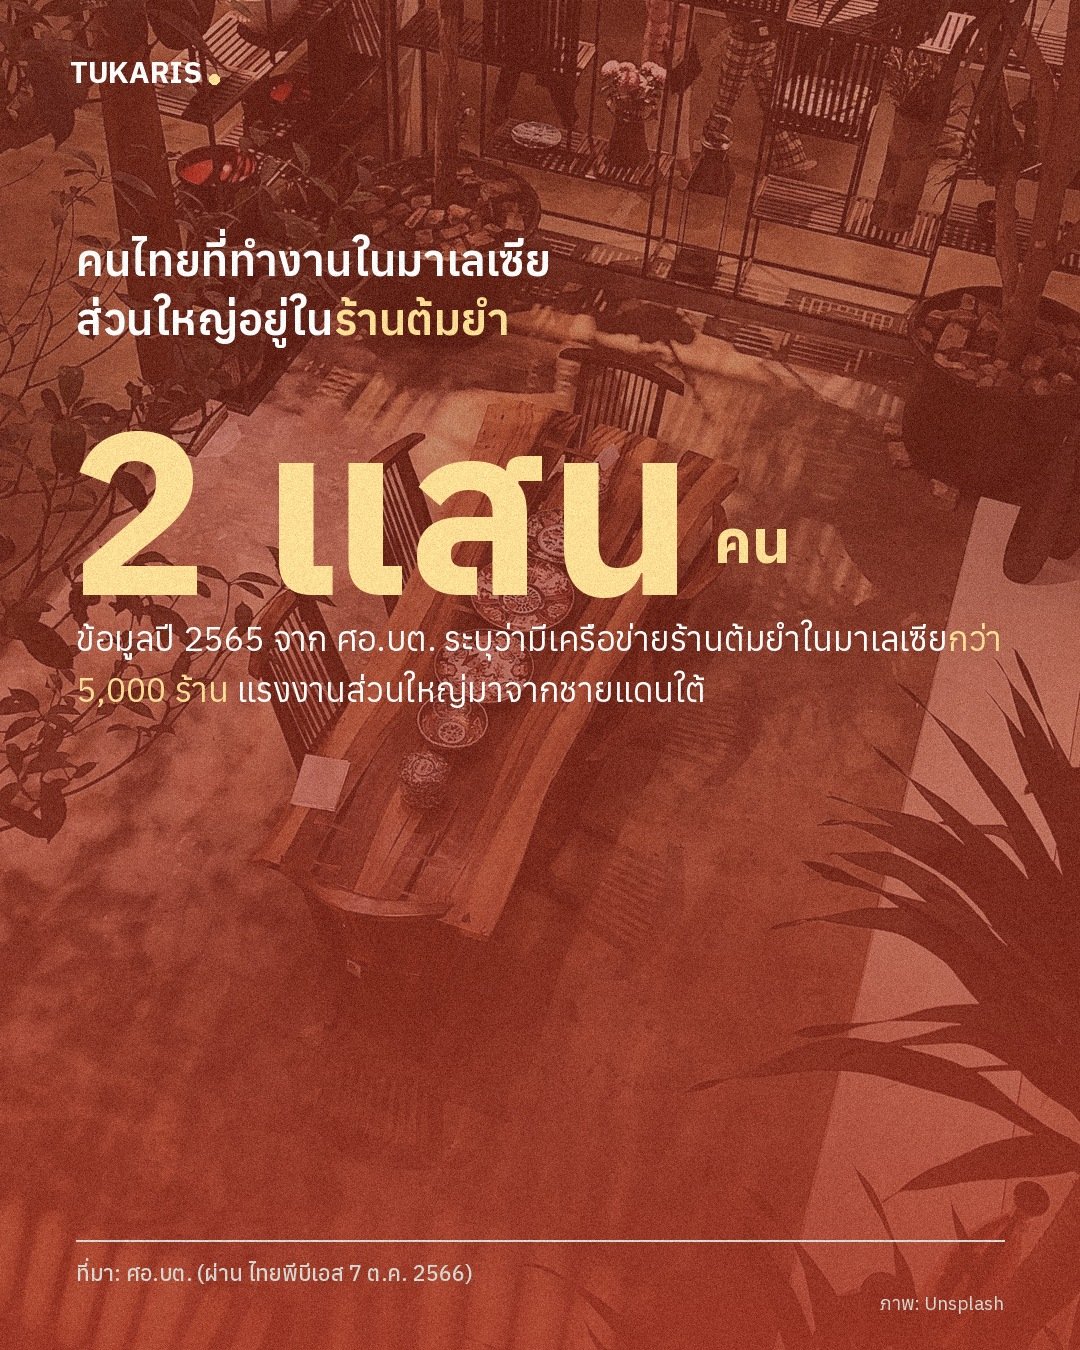 TUKARIS.
คนไทยที่ทำงานในมาเลเซีย
ส่วนใหญ่อยู่ในร้านต้มยำ
2 แสน คน
ข้อมูลปี 2565 จาก ศอ.บต. ระบุว่ามีเครือข่ายร้านต้มยำในมาเลเซียกว่า
5,000 ร้าน แรงงานส่วนใหญ่มาจากชายแดนใต้
ที่มา: ศอ.บต. (ผ่าน ไทยพีบีเอส 7 ต.ค. 2566)
ภาพ: Unsplash